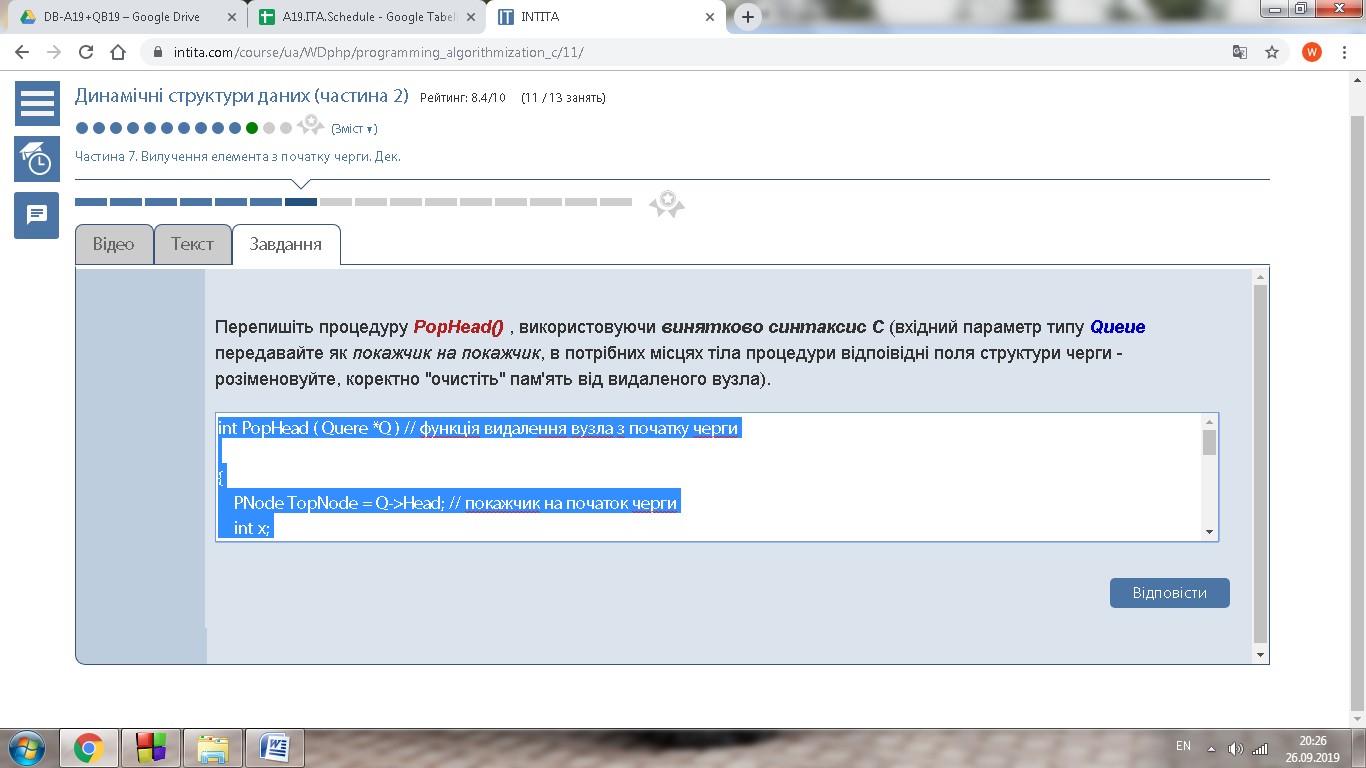 DB-A19+QB19 – Google Drive
A19.ITA.Schedule - Google Tabell
INTITA
intita.com/course/ua/WDphp/programming_algorithmization_c/11/
W
Динамічні структури даних (частина 2) Рейтинг: 8.4/10 (11 / 13 занять)
(Зміст ▾)
Частина 7. Вилучення елемента з початку черги. Дек.
Відео
Текст
Завдання
Перепишіть процедуру PopHead() , використовуючи винятково синтаксис С (вхідний параметр типу Queue
передавайте як покажчик на покажчик, в потрібних місцях тіла процедури відпоівідні поля структури черги -
розіменовуйте, коректно "очистіть" пам'ять від видаленого вузла).
int PopHead ( Quere *Q ) // функція видалення вузла з початку черги
{
PNode TopNode = Q->Head; // покажчик на початок черги
int x;
Відповісти
EN
20:26
26.09.2019